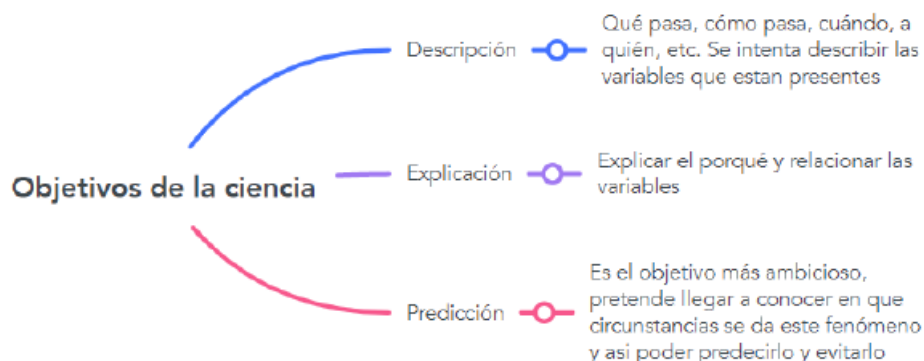 Objetivos de la ciencia
Descripción
Qué pasa, cómo pasa, cuándo, a
quién, etc. Se intenta describir las
variables que estan presentes
Explicación
Explicar el porqué y relacionar las
variables
Predicción
Es el objetivo más ambicioso,
pretende llegar a conocer en que
circunstancias se da este fenómeno
y asi poder predecirlo y evitarlo